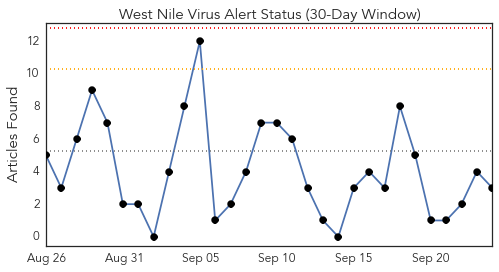 West Nile Virus Alert Status (30-Day Window)
Articles Found
12
10
8
6
4
2
0
Aug 26
Aug 31
Sep 05
Sep 10
Sep 15
Sep 20